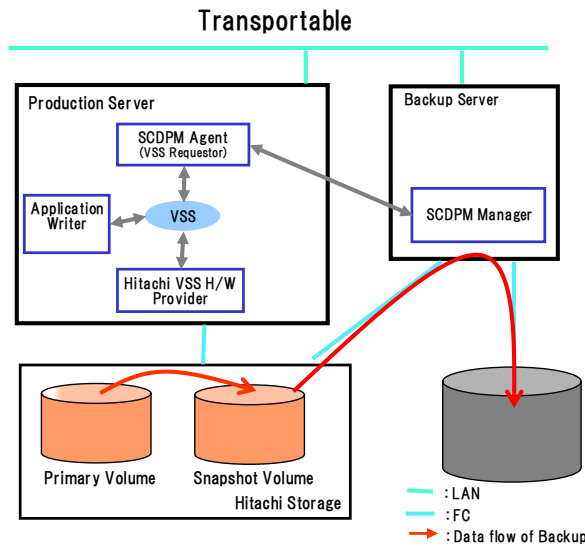 Transportable
Production Server
SCDPM Agent
(VSS Requestor)
Application
Writer
VSS
Hitachi VSS H/W
Provider
Backup Server
SCDPM Manager
Primary Volume
Snapshot Volume
Hitachi Storage
: LAN
: FC
: Data flow of Backup